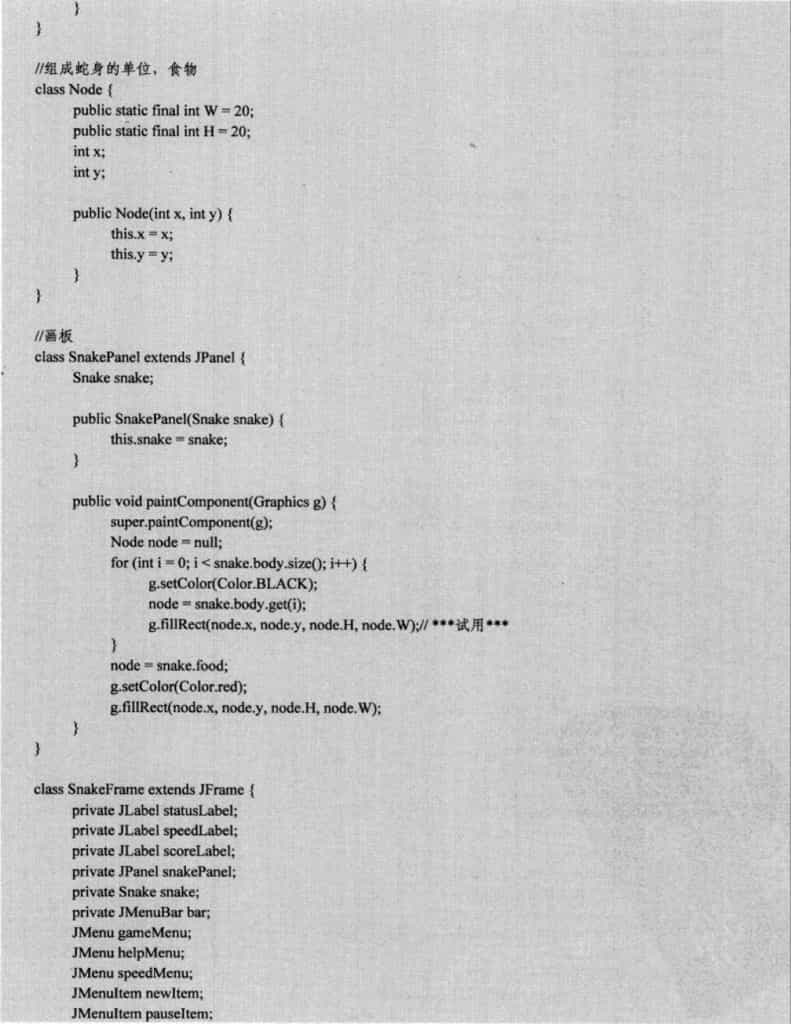 }
}
//组成蛇身的单位，食物
class Node {
public static final int W = 20;
public static final int H = 20;
int x;
int y;
public Node(int x, int y) {
this.x = x;
this.y = y;
}
}
//画板
class SnakePanel extends JPanel {
Snake snake;
public SnakePanel(Snake snake) {
this.snake = snake;
}
public void paintComponent(Graphics g) {
super.paintComponent(g);
Node node = null;
for (int i = 0; i < snake.body.size(); i++) {
g.setColor(Color.BLACK);
node = snake.body.get(i);
g.fillRect(node.x, node.y, node.H, node.W);// ***试用***
}
node = snake.food;
g.setColor(Color.red);
g.fillRect(node.x, node.y, node.H, node.W);
}
}
class SnakeFrame extends JFrame {
private JLabel statusLabel;
private JLabel speedLabel;
private JLabel scoreLabel;
private JPanel snakePanel;
private Snake snake;
private JMenuBar bar;
JMenu gameMenu;
JMenu helpMenu;
JMenu speedMenu;
JMenuItem newItem;
JMenuItem pauseItem;